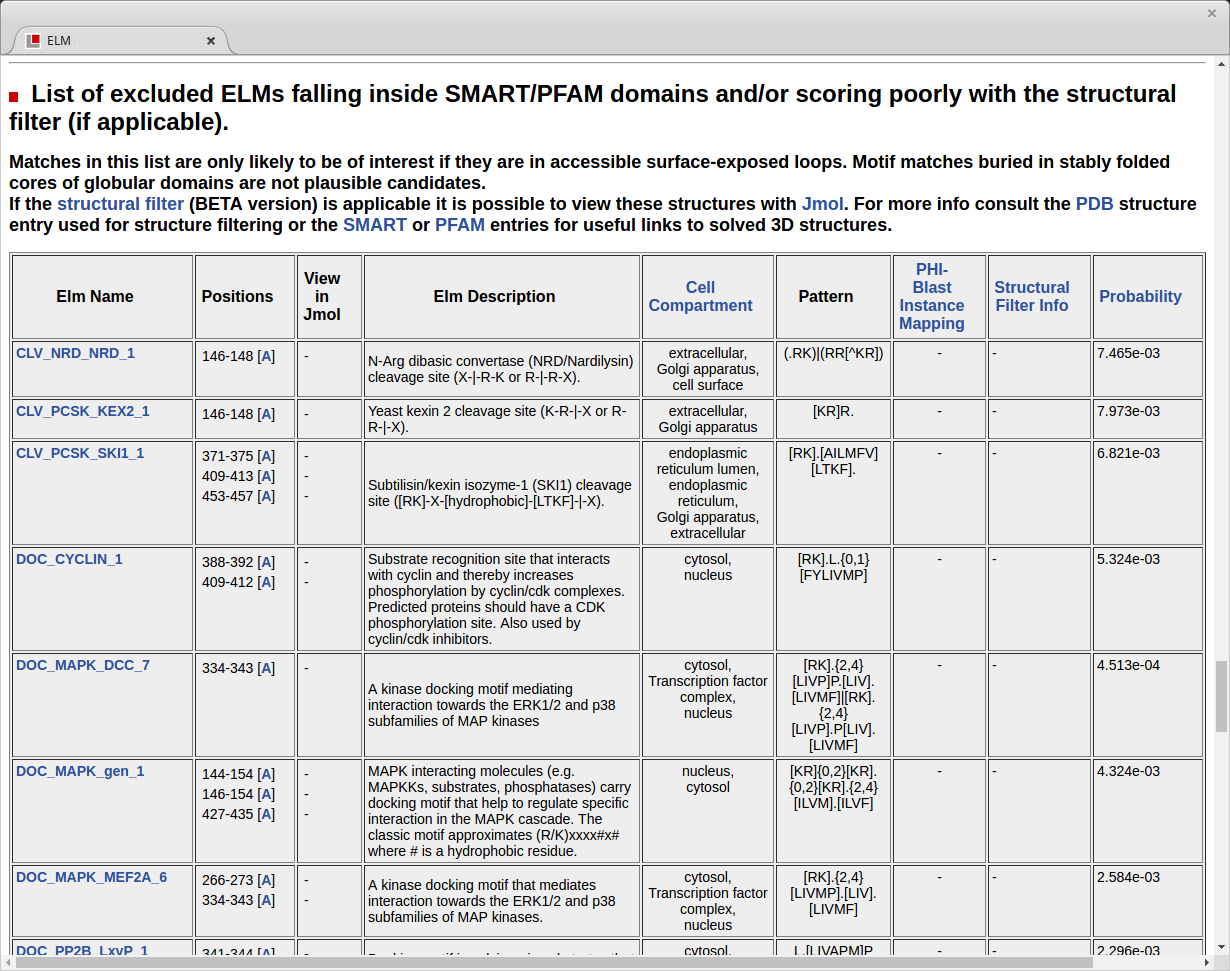 ELM
List of excluded ELMs falling inside SMART/PFAM domains and/or scoring poorly with the structural
filter (if applicable).
Matches in this list are only likely to be of interest if they are in accessible surface-exposed loops. Motif matches buried in stably folded
cores of globular domains are not plausible candidates.
If the structural filter (BETA version) is applicable it is possible to view these structures with Jmol. For more info consult the PDB structure
entry used for structure filtering or the SMART or PFAM entries for useful links to solved 3D structures.
Elm Name
Positions
View
in
Jmol
Elm Description
Cell
Compartment
Pattern
PHI-
Blast
Instance
Mapping
Structural
Filter Info
Probability
CLV_NRD_NRD_1
146-148 [A]
-
N-Arg dibasic convertase (NRD/Nardilysin)
cleavage site (X-|-R-K or R-|-R-X).
extracellular,
Golgi apparatus,
cell surface
(.RK)|(RR[^KR])
-
-
7.465e-03
CLV_PCSK_KEX2_1
146-148 [A]
-
Yeast kexin 2 cleavage site (K-R-|-X or R-
R-|-X).
extracellular,
Golgi apparatus
[KR]R.
-
-
7.973e-03
CLV_PCSK_SKI1_1
371-375 [A]
409-413 [A]
453-457 [A]
-
-
-
Subtilisin/kexin isozyme-1 (SKI1) cleavage
site ([RK]-X-[hydrophobic]-[LTKF]-|-X).
endoplasmic
reticulum lumen,
endoplasmic
reticulum,
Golgi apparatus,
extracellular
[RK].[AILMFV]
[LTKF].
-
-
6.821e-03
DOC_CYCLIN_1
388-392 [A]
409-412 [A]
-
-
Substrate recognition site that interacts
with cyclin and thereby increases
phosphorylation by cyclin/cdk complexes.
Predicted proteins should have a CDK
phosphorylation site. Also used by
cyclin/cdk inhibitors.
cytosol,
nucleus
[RK].L.{0,1}
[FYLIVMP]
-
-
5.324e-03
DOC_MAPK_DCC_7
334-343 [A]
-
A kinase docking motif mediating
interaction towards the ERK1/2 and p38
subfamilies of MAP kinases
cytosol,
Transcription factor
complex,
nucleus
[RK].{2,4}
[LIVP]P.[LIV].
[LIVMF]|[RK].
{2,4}
[LIVP].P[LIV].
[LIVMF]
-
-
4.513e-04
DOC_MAPK_gen_1
144-154 [A]
146-154 [A]
427-435 [A]
-
-
-
MAPK interacting molecules (e.g.
MAPKKs, substrates, phosphatases) carry
docking motif that help to regulate specific
interaction in the MAPK cascade. The
classic motif approximates (R/K)xxxx#x#
where # is a hydrophobic residue.
nucleus,
cytosol
[KR]{0,2}[KR].
{0,2}[KR].{2,4}
[ILVM].[ILVF]
-
-
4.324e-03
DOC_MAPK_MEF2A_6
266-273 [A]
334-343 [A]
-
-
A kinase docking motif that mediates
interaction towards the ERK1/2 and p38
subfamilies of MAP kinases.
cytosol,
Transcription factor
complex,
nucleus
[RK].{2,4}
[LIVMP].[LIV].
[LIVMF]
-
-
2.584e-03
DOC_PP2B_LxvP_1
341-344 [A]
-
cytosol,
L.[LIVAPM]P
-
-
2.296e-03